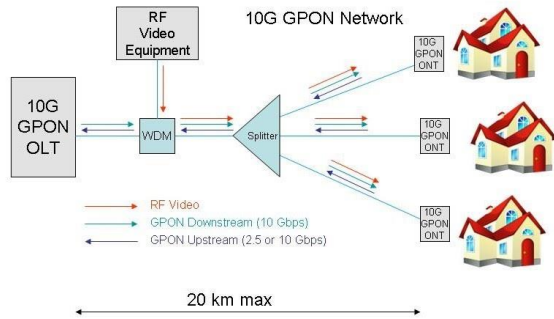 10G GPON Network
RF
Video
Equipment
10G
GPON
OLT
WDM
Splitter
10G
GPON
ONT
10G
GPON
ONT
10G
GPON
ONT
RF Video
GPON Downstream (10 Gbps)
GPON Upstream (2.5 or 10 Gbps)
20 km max